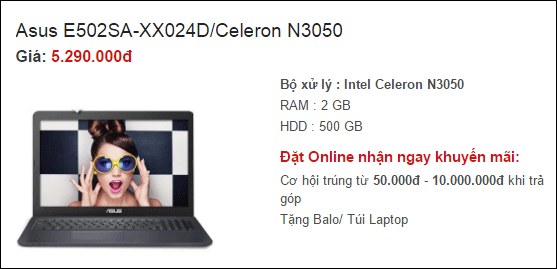 Asus E502SA-XX024D/Celeron N3050
Giá: 5.290.000đ
Bộ xử lý : Intel Celeron N3050
RAM : 2 GB
HDD : 500 GB
Đặt Online nhận ngay khuyến mãi:
Cơ hội trúng từ 50.000đ - 10.000.000đ khi trả
góp
Tặng Balo/ Túi Laptop
ASUS